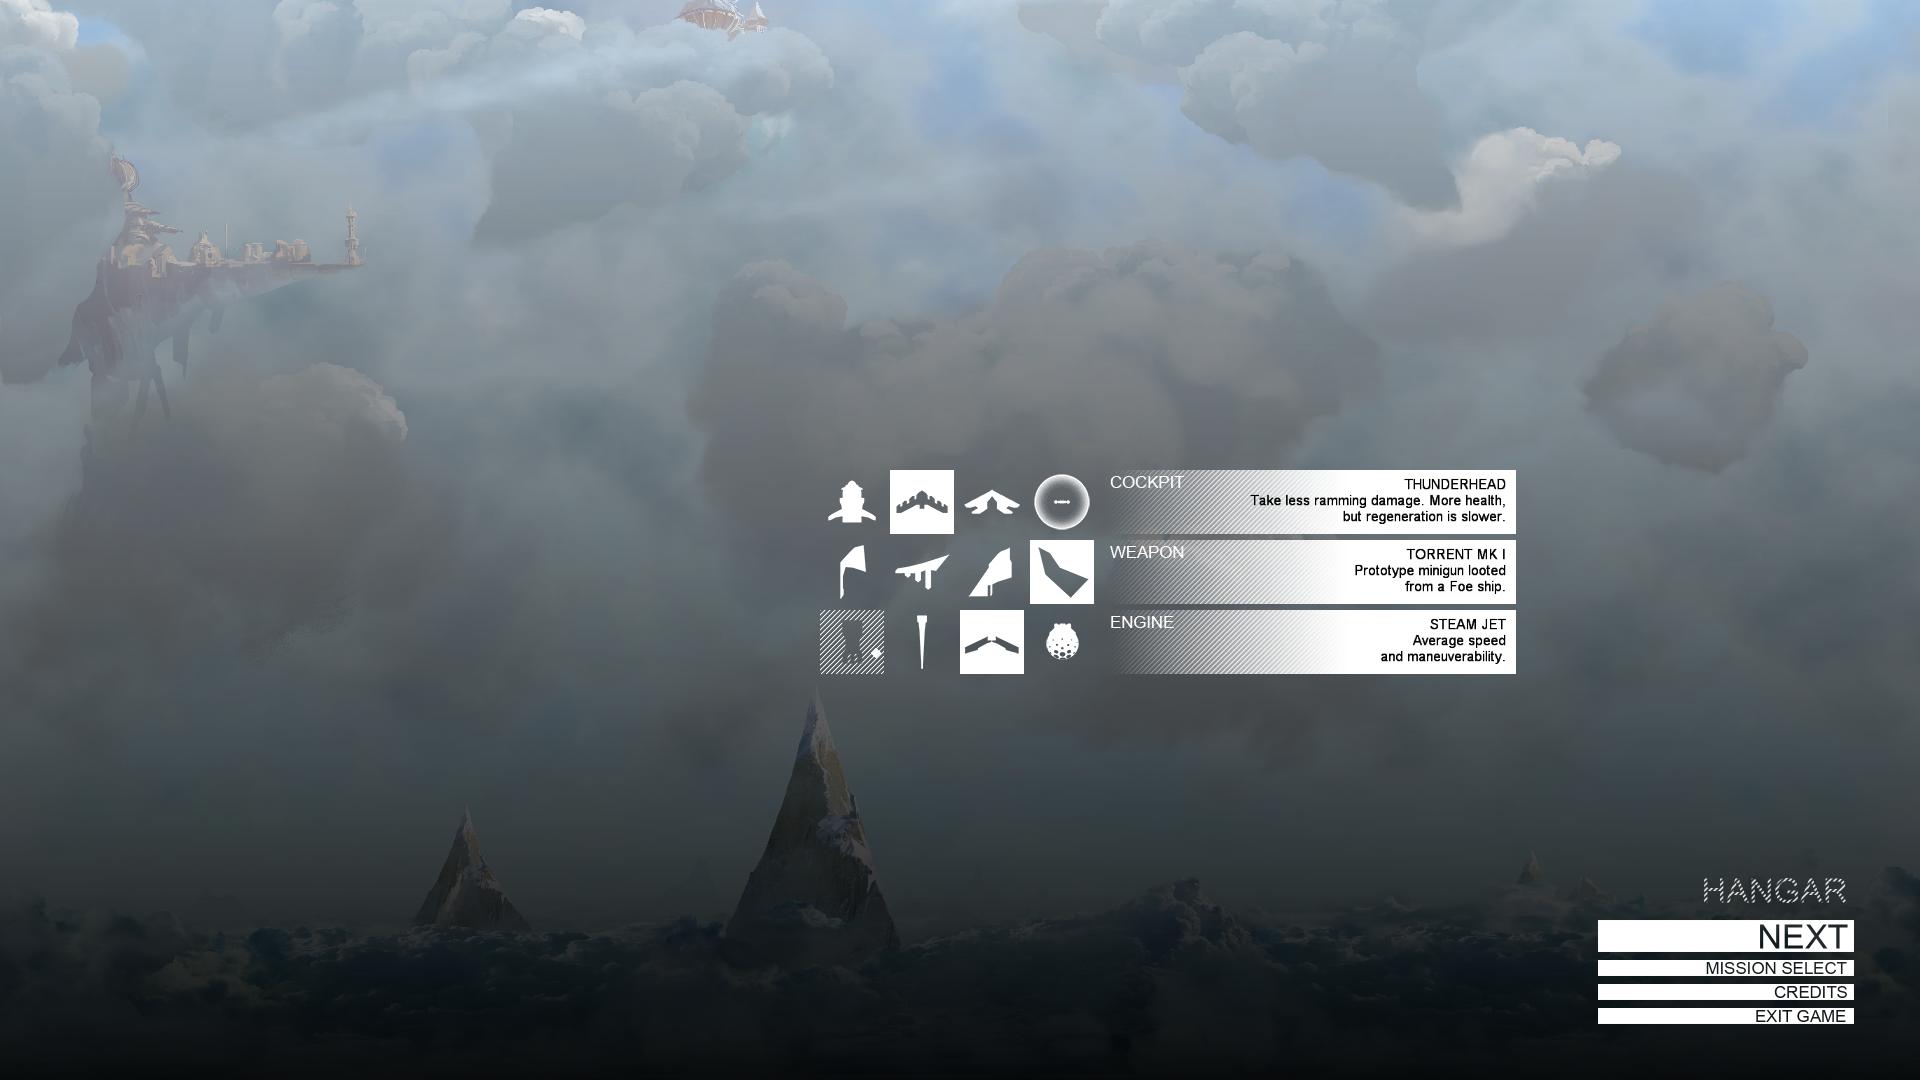 COCKPIT
THUNDERHEAD
Take less ramming damage. More health,
but regeneration is slower.
WEAPON
TORRENT MK I
Prototype minigun looted
from a Foe ship.
ENGINE
STEAM JET
Average speed
and maneuverability.
HANGAR
NEXT
MISSION SELECT
CREDITS
EXIT GAME